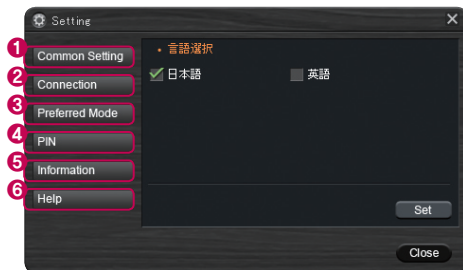 Setting
1 Common Setting
2 Connection
3 Preferred Mode
4 PIN
5 Information
6 Help
・言語選択
日本語 英語
Set
Close